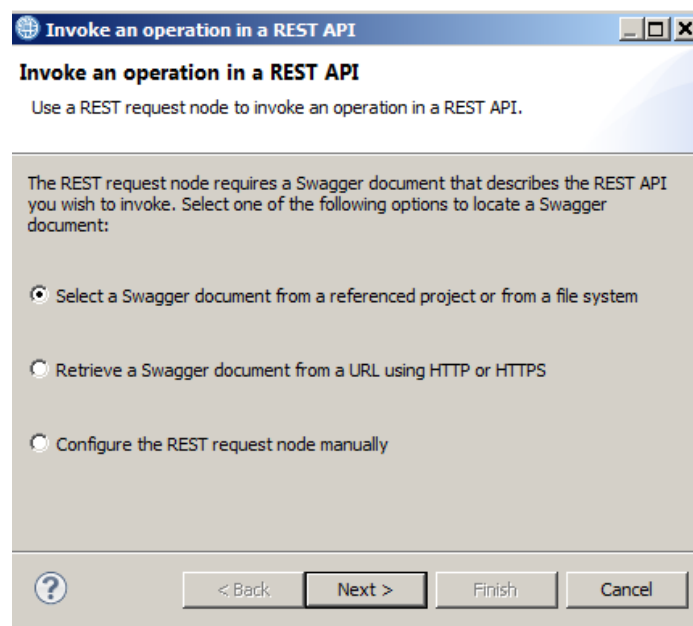 Invoke an operation in a REST API
Invoke an operation in a REST API
Use a REST request node to invoke an operation in a REST API.
The REST request node requires a Swagger document that describes the REST API
you wish to invoke. Select one of the following options to locate a Swagger
document:
Select a Swagger document from a referenced project or from a file system
Retrieve a Swagger document from a URL using HTTP or HTTPS
Configure the REST request node manually
? < Back Next > Finish Cancel